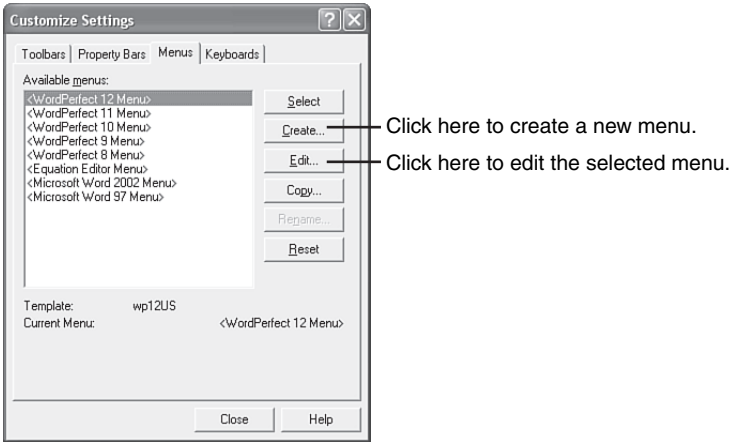 Customize Settings
Toolbars Property Bars Menus Keyboards
Available menus:
<WordPerfect 12 Menu>
<WordPerfect 11 Menu>
<WordPerfect 10 Menu>
<WordPerfect 9 Menu>
<WordPerfect 8 Menu>
<Equation Editor Menu>
<Microsoft Word 2002 Menu>
<Microsoft Word 97 Menu>
Select
Create...
Edit...
Copy...
Rename...
Reset
Click here to create a new menu.
Click here to edit the selected menu.
Template: wp12US
Current Menu: <WordPerfect 12 Menu>
Close Help